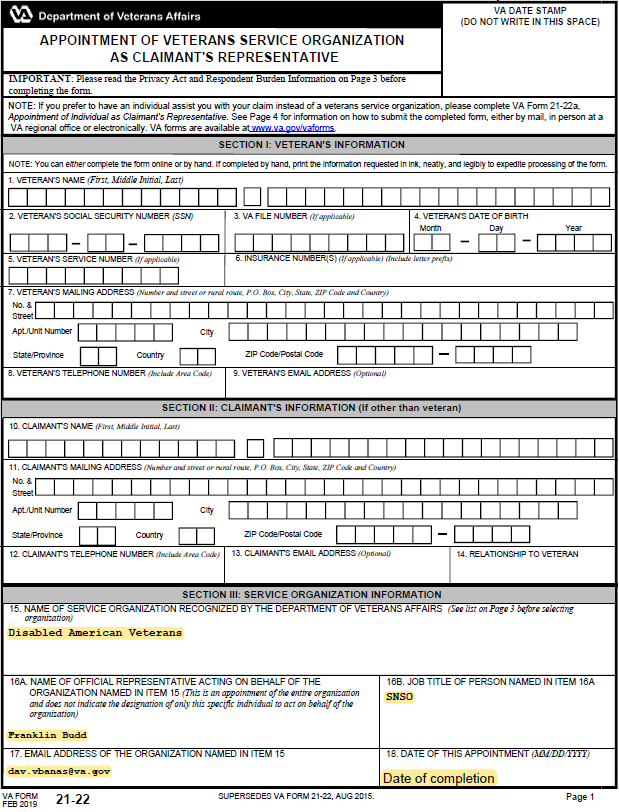 VA
Department of Veterans Affairs
VA DATE STAMP
(DO NOT WRITE IN THIS SPACE)
APPOINTMENT OF VETERANS SERVICE ORGANIZATION
AS CLAIMANT'S REPRESENTATIVE
IMPORTANT: Please read the Privacy Act and Respondent Burden Information on Page 3 before
completing the form.
NOTE: If you prefer to have an individual assist you with your claim instead of a veterans service organization, please complete VA Form 21-22a,
Appointment of Individual as Claimant's Representative. See Page 4 for information on how to submit the completed form, either by mail, in person at a
VA regional office or electronically. VA forms are available at www.va.gov/vaforms.
SECTION I: VETERAN'S INFORMATION
NOTE: You can either complete the form online or by hand. If completed by hand, print the information requested in ink, neatly, and legibly to expedite processing of the form.
1. VETERAN'S NAME (First, Middle Initial, Last)
2. VETERAN'S SOCIAL SECURITY NUMBER (SSN)
3. VA FILE NUMBER (If applicable)
4. VETERAN'S DATE OF BIRTH
Month Day Year
5. VETERAN'S SERVICE NUMBER (If applicable)
6. INSURANCE NUMBER(S) (If applicable) (Include letter prefix)
7. VETERAN'S MAILING ADDRESS (Number and street or rural route, P.O. Box, City, State, ZIP Code and Country)
No. &
Street
Apt./Unit Number City
State/Province Country ZIP Code/Postal Code
8. VETERAN'S TELEPHONE NUMBER (Include Area Code)
9. VETERAN'S EMAIL ADDRESS (Optional)
SECTION II: CLAIMANT'S INFORMATION (If other than veteran)
10. CLAIMANT'S NAME (First, Middle Initial, Last)
11. CLAIMANT'S MAILING ADDRESS (Number and street or rural route, P.O. Box, City, State, ZIP Code and Country)
No. &
Street
Apt./Unit Number City
State/Province Country ZIP Code/Postal Code
12. CLAIMANT'S TELEPHONE NUMBER (Include Area Code)
13. CLAIMANT'S EMAIL ADDRESS (Optional)
14. RELATIONSHIP TO VETERAN
SECTION III: SERVICE ORGANIZATION INFORMATION
15. NAME OF SERVICE ORGANIZATION RECOGNIZED BY THE DEPARTMENT OF VETERANS AFFAIRS (See list on Page 3 before selecting
organization)
Disabled American Veterans
16A. NAME OF OFFICIAL REPRESENTATIVE ACTING ON BEHALF OF THE
ORGANIZATION NAMED IN ITEM 15 (This is an appointment of the entire organization
and does not indicate the designation of only this specific individual to act on behalf of the
organization)
Franklin Budd
16B. JOB TITLE OF PERSON NAMED IN ITEM 16A
SNSO
17. EMAIL ADDRESS OF THE ORGANIZATION NAMED IN ITEM 15
dav.vbanas@va.gov
18. DATE OF THIS APPOINTMENT (MM/DD/YYYY)
Date of completion
VA FORM
FEB 2019
21-22
SUPERSEDES VA FORM 21-22, AUG 2015.
Page 1